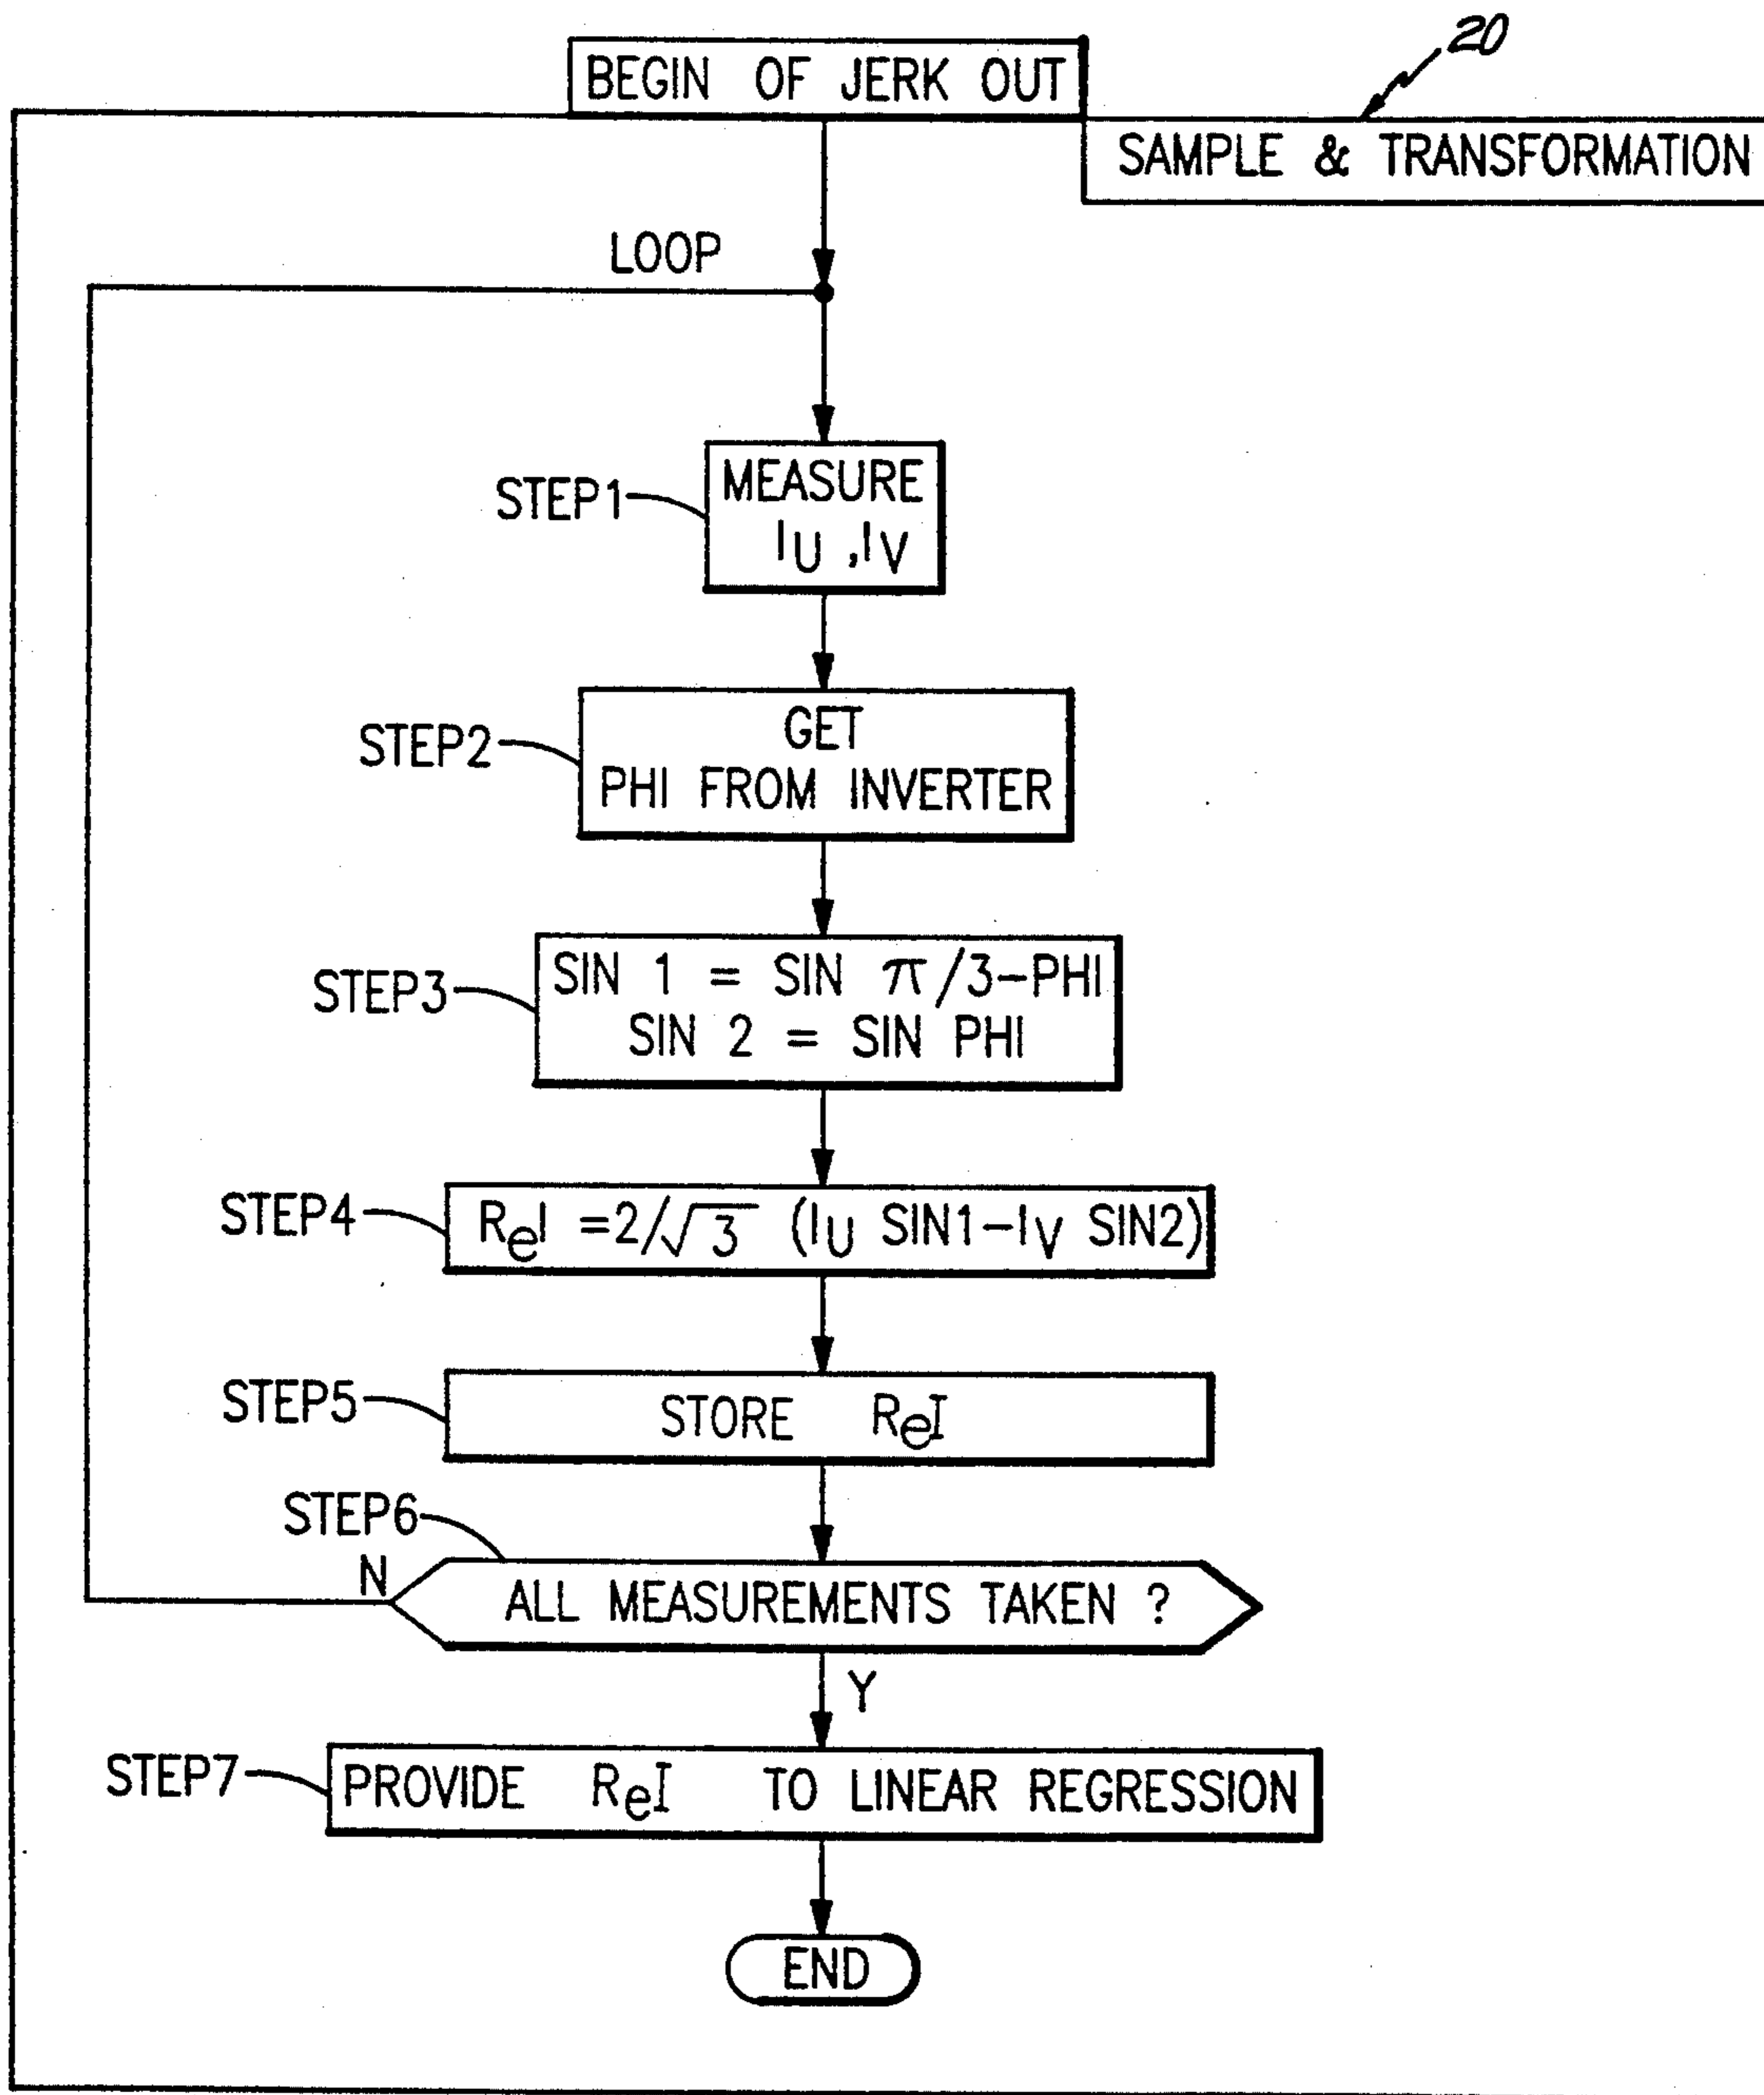 20
BEGIN OF JERK OUT
SAMPLE & TRANSFORMATION
LOOP
STEP1
MEASURE
IU ,IV
STEP2
GET
PHI FROM INVERTER
STEP3
SIN 1 = SIN π/3-PHI
SIN 2 = SIN PHI
STEP4
ReI =2/√3 (IU SIN1-IV SIN2)
STEP5
STORE ReI
STEP6
N
ALL MEASUREMENTS TAKEN ?
Y
STEP7
PROVIDE ReI TO LINEAR REGRESSION
END